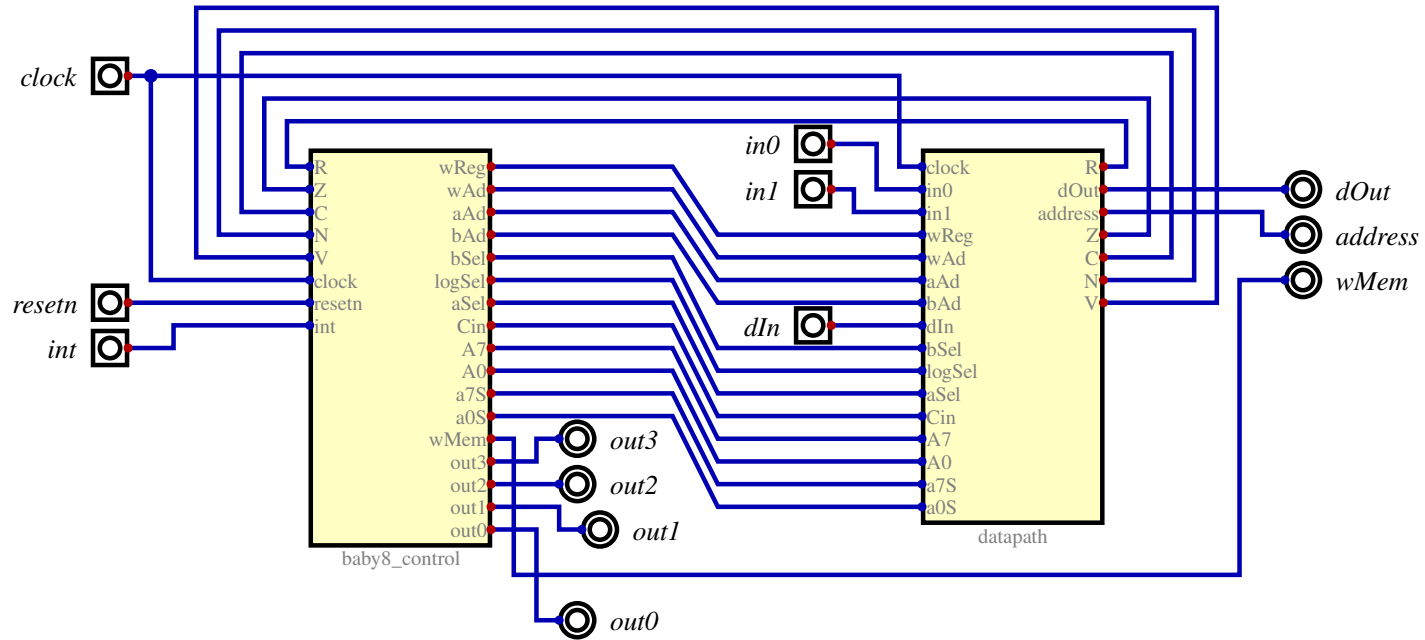 clock
resetn
int
R
Z
C
N
V
clock
resetn
int
wReg
wAd
aAd
bAd
bSel
logSel
aSel
Cin
A7
A0
a7S
a0S
wMem
out3
out2
out1
out0
baby8_control
out3
out2
out1
out0
in0
in1
dIn
clock
in0
in1
wReg
wAd
aAd
bAd
dIn
bSel
logSel
aSel
Cin
A7
A0
a7S
a0S
R
dOut
address
Z
C
N
V
datapath
dOut
address
wMem